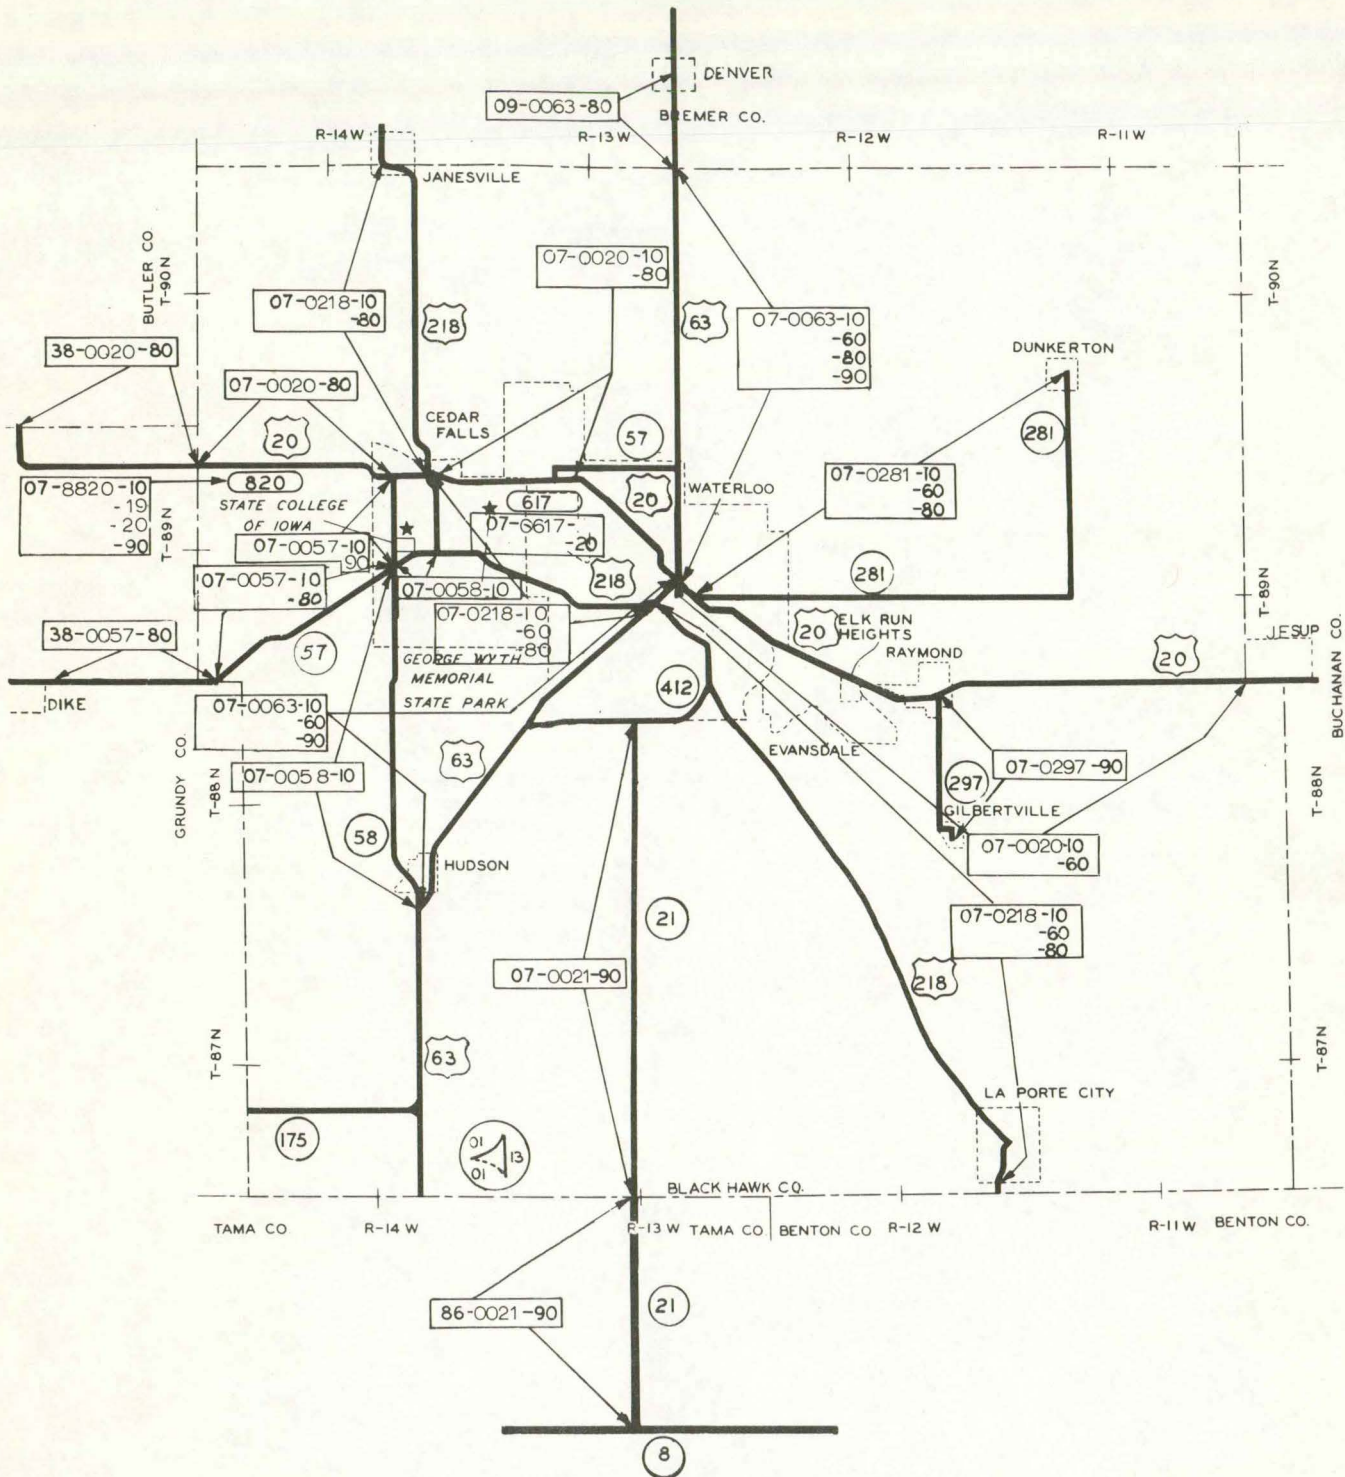 DENVER
09-0063-80
BREMER CO.
R-14W
R-13W
R-12W
R-11W
JANESVILLE
BUTLER CO.
T-90N
T-90N
07-0020-10
-80
07-0218-10
-80
218
63
07-0063-10
-60
-80
-90
38-0020-80
DUNKERTON
07-0020-80
CEDAR
FALLS
20
57
281
07-0281-10
-60
-80
07-8820-10
-19
-20
-90
820
STATE COLLEGE
OF IOWA
617
07-6617-
-20
20
WATERLOO
T-89N
07-0057-10
90
07-0057-10
-80
07-0058-10
218
281
T-89N
07-0218-10
-60
-80
38-0057-80
57
GEORGE WYTH
MEMORIAL
STATE PARK
20
ELK RUN
HEIGHTS
RAYMOND
20
JESUP
BUCHANAN CO.
DIKE
07-0063-10
-60
-90
412
63
EVANSDALE
GRUNDY CO.
T-88N
07-0058-10
297
07-0297-90
T-88N
GILBERTVILLE
58
HUDSON
07-0020-10
-60
21
07-0218-10
-60
-80
07-0021-90
218
T-87N
63
T-87N
LA PORTE CITY
175
10
13
10
BLACK HAWK CO.
TAMA CO
R-14W
R-13W
TAMA CO
BENTON CO
R-12W
R-11W
BENTON CO.
86-0021-90
21
8